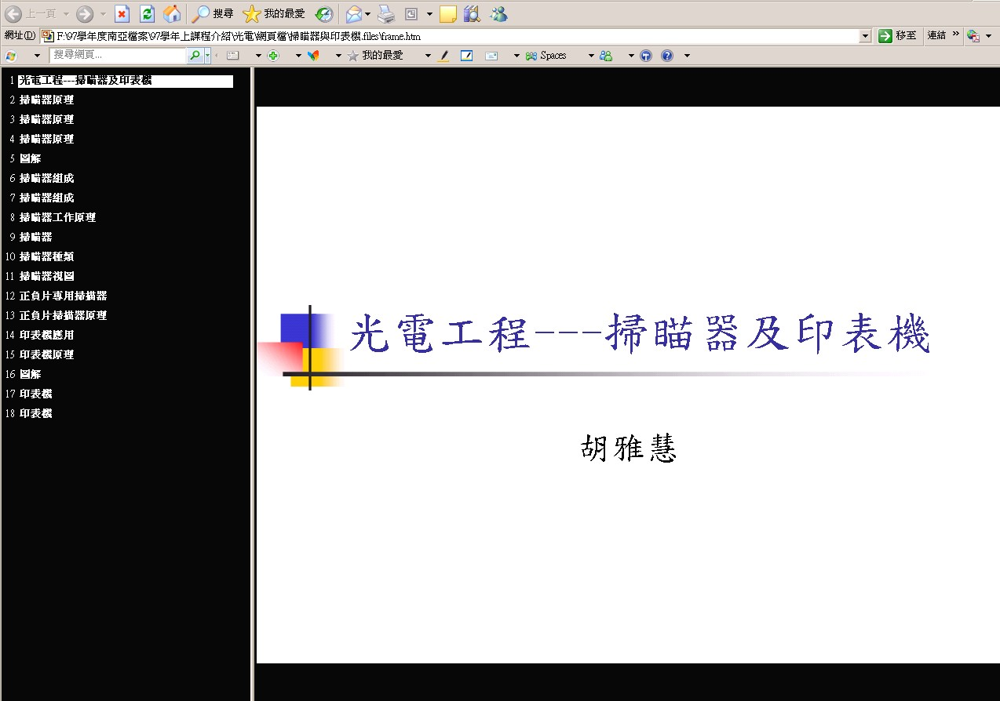 上一頁 搜尋 我的最愛
網址(D) F:\97學年度南亞檔案\97學年上課程介紹\光電\網頁檔\掃瞄器與印表機.files\frame.htm 移至 連結 »
搜尋網頁... 我的最愛 Spaces
1 光電工程---掃瞄器及印表機
2 掃瞄器原理
3 掃瞄器原理
4 掃瞄器原理
5 圖解
6 掃瞄器組成
7 掃瞄器組成
8 掃瞄器工作原理
9 掃瞄器
10 掃瞄器種類
11 掃瞄器視圖
12 正負片專用掃描器
13 正負片掃描器原理
14 印表機應用
15 印表機原理
16 圖解
17 印表機
18 印表機
光電工程---掃瞄器及印表機
胡雅慧